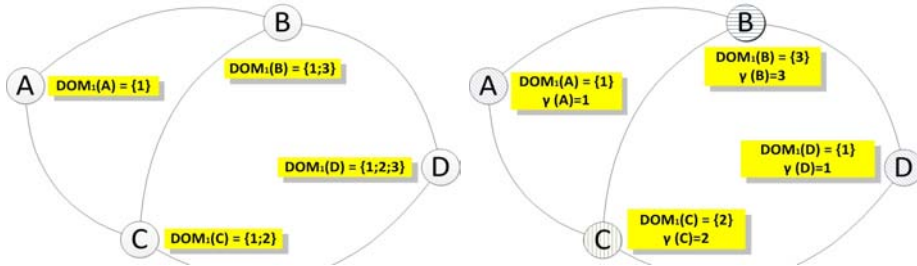 B
A
DOM₁(A) = {1}
DOM₁(B) = {1;3}
DOM₁(D) = {1;2;3}
D
C
DOM₁(C) = {1;2}
B
DOM₁(B) = {3}
γ (B)=3
A
DOM₁(A) = {1}
γ (A)=1
DOM₁(D) = {1}
γ (D)=1
D
C
DOM₁(C) = {2}
γ (C)=2